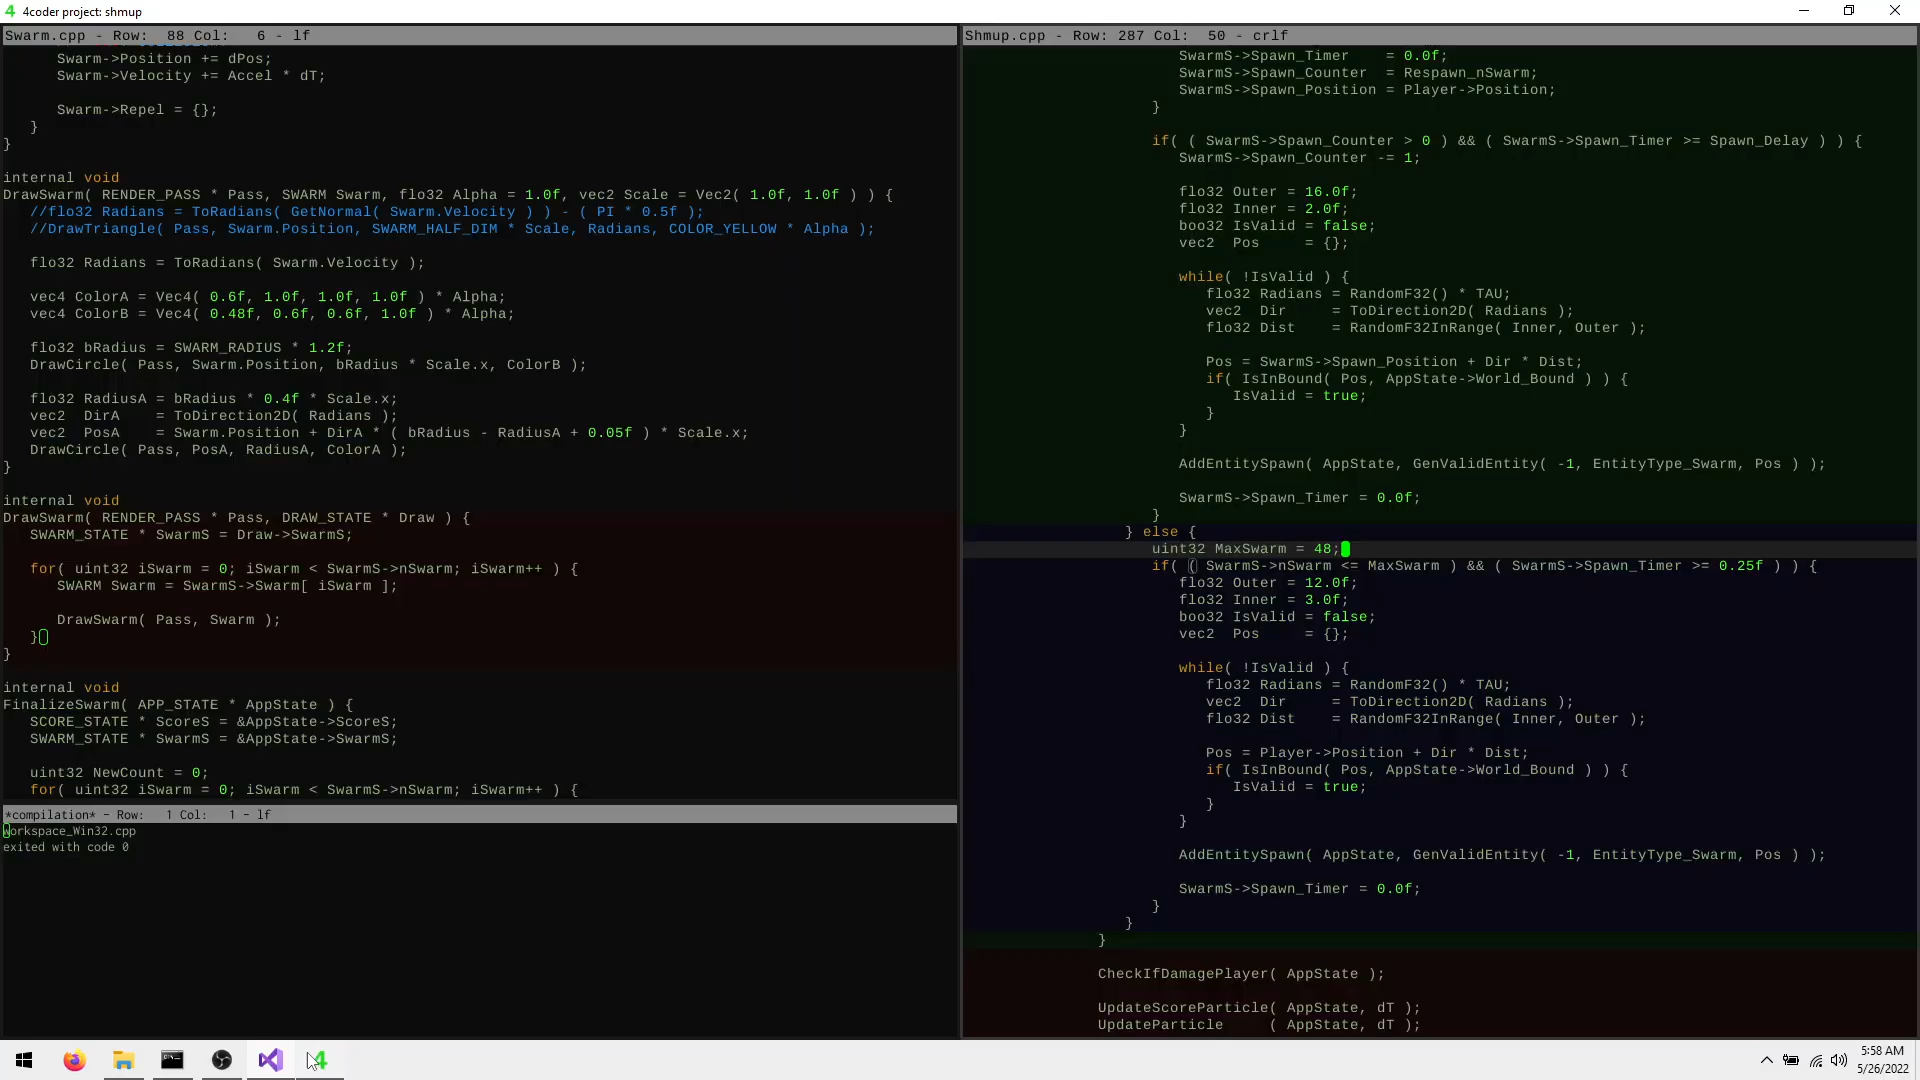 4coder project: shmup
Swarm.cpp - Row:  88 Col:   6 - lf
Swarm->Position += dPos;
Swarm->Velocity += Accel * dT;
Swarm->Repel = {};
}
}
internal void
DrawSwarm( RENDER_PASS * Pass, SWARM Swarm, flo32 Alpha = 1.0f, vec2 Scale = Vec2( 1.0f, 1.0f ) ) {
//flo32 Radians = ToRadians( GetNormal( Swarm.Velocity ) ) - ( PI * 0.5f );
//DrawTriangle( Pass, Swarm.Position, SWARM_HALF_DIM * Scale, Radians, COLOR_YELLOW * Alpha );
flo32 Radians = ToRadians( Swarm.Velocity );
vec4 ColorA = Vec4( 0.6f, 1.0f, 1.0f, 1.0f ) * Alpha;
vec4 ColorB = Vec4( 0.48f, 0.6f, 0.6f, 1.0f ) * Alpha;
flo32 bRadius = SWARM_RADIUS * 1.2f;
DrawCircle( Pass, Swarm.Position, bRadius * Scale.x, ColorB );
flo32 RadiusA = bRadius * 0.4f * Scale.x;
vec2  DirA    = ToDirection2D( Radians );
vec2  PosA    = Swarm.Position + DirA * ( bRadius - RadiusA + 0.05f ) * Scale.x;
DrawCircle( Pass, PosA, RadiusA, ColorA );
}
internal void
DrawSwarm( RENDER_PASS * Pass, DRAW_STATE * Draw ) {
SWARM_STATE * SwarmS = Draw->SwarmS;
for( uint32 iSwarm = 0; iSwarm < SwarmS->nSwarm; iSwarm++ ) {
SWARM Swarm = SwarmS->Swarm[ iSwarm ];
DrawSwarm( Pass, Swarm );
}
}
internal void
FinalizeSwarm( APP_STATE * AppState ) {
SCORE_STATE * ScoreS = &AppState->ScoreS;
SWARM_STATE * SwarmS = &AppState->SwarmS;
uint32 NewCount = 0;
for( uint32 iSwarm = 0; iSwarm < SwarmS->nSwarm; iSwarm++ ) {
*compilation* - Row:   1 Col:   1 - lf
workspace_Win32.cpp
exited with code 0
Shmup.cpp - Row: 287 Col:  50 - crlf
SwarmS->Spawn_Timer    = 0.0f;
SwarmS->Spawn_Counter  = Respawn_nSwarm;
SwarmS->Spawn_Position = Player->Position;
}
if( ( SwarmS->Spawn_Counter > 0 ) && ( SwarmS->Spawn_Timer >= Spawn_Delay ) ) {
SwarmS->Spawn_Counter -= 1;
flo32 Outer = 16.0f;
flo32 Inner = 2.0f;
boo32 IsValid = false;
vec2  Pos     = {};
while( !IsValid ) {
flo32 Radians = RandomF32() * TAU;
vec2  Dir     = ToDirection2D( Radians );
flo32 Dist    = RandomF32InRange( Inner, Outer );
Pos = SwarmS->Spawn_Position + Dir * Dist;
if( IsInBound( Pos, AppState->World_Bound ) ) {
IsValid = true;
}
}
AddEntitySpawn( AppState, GenValidEntity( -1, EntityType_Swarm, Pos ) );
SwarmS->Spawn_Timer = 0.0f;
}
} else {
uint32 MaxSwarm = 48;
if( ( SwarmS->nSwarm <= MaxSwarm ) && ( SwarmS->Spawn_Timer >= 0.25f ) ) {
flo32 Outer = 12.0f;
flo32 Inner = 3.0f;
boo32 IsValid = false;
vec2  Pos     = {};
while( !IsValid ) {
flo32 Radians = RandomF32() * TAU;
vec2  Dir     = ToDirection2D( Radians );
flo32 Dist    = RandomF32InRange( Inner, Outer );
Pos = Player->Position + Dir * Dist;
if( IsInBound( Pos, AppState->World_Bound ) ) {
IsValid = true;
}
}
AddEntitySpawn( AppState, GenValidEntity( -1, EntityType_Swarm, Pos ) );
SwarmS->Spawn_Timer = 0.0f;
}
}
}
CheckIfDamagePlayer( AppState );
UpdateScoreParticle( AppState, dT );
UpdateParticle     ( AppState, dT );
5:58 AM
5/26/2022